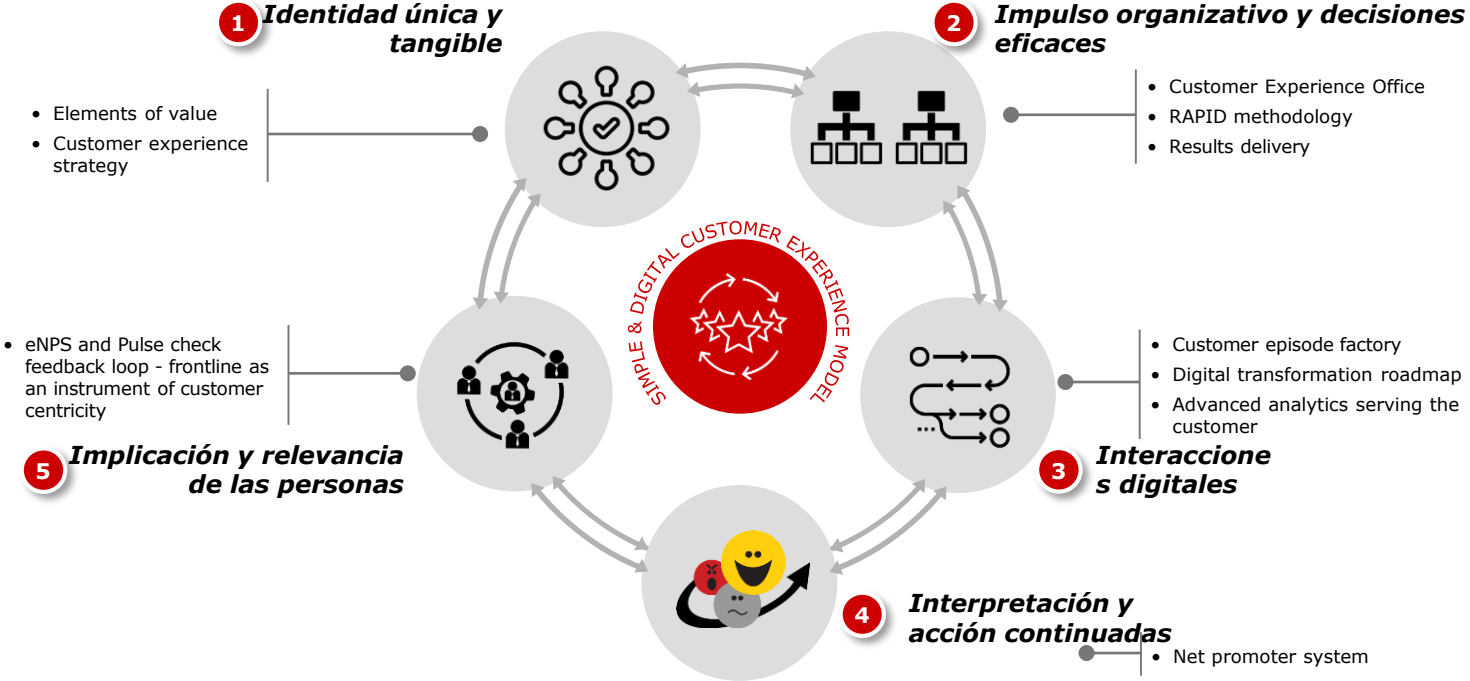 1
Identidad única y
tangible
• Elements of value
• Customer experience
strategy
2
Impulso organizativo y decisiones
eficaces
• Customer Experience Office
• RAPID methodology
• Results delivery
SIMPLE & DIGITAL CUSTOMER EXPERIENCE MODEL
• eNPS and Pulse check
feedback loop - frontline as
an instrument of customer
centricity
5
Implicación y relevancia
de las personas
• Customer episode factory
• Digital transformation roadmap
• Advanced analytics serving the
customer
3
Interaccione
s digitales
4
Interpretación y
acción continuadas
• Net promoter system